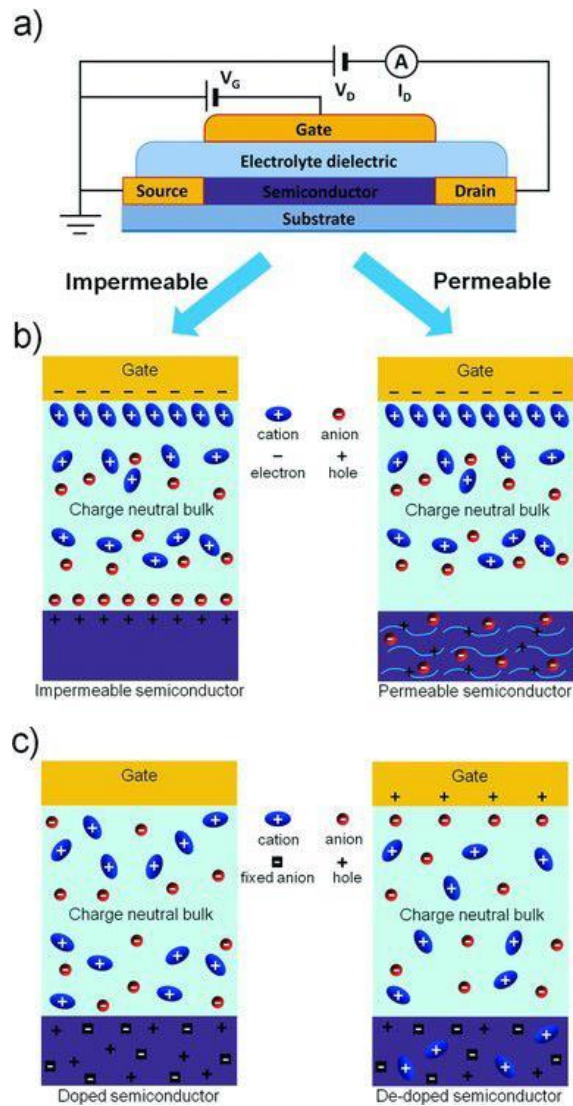 a)
V_G
V_D
A
I_D
Gate
Electrolyte dielectric
Source
Semiconductor
Drain
Substrate
Impermeable
Permeable
b)
Gate
cation
anion
electron
hole
Charge neutral bulk
Impermeable semiconductor
Gate
Charge neutral bulk
Permeable semiconductor
c)
Gate
cation
anion
fixed anion
hole
Charge neutral bulk
Doped semiconductor
Gate
Charge neutral bulk
De-doped semiconductor